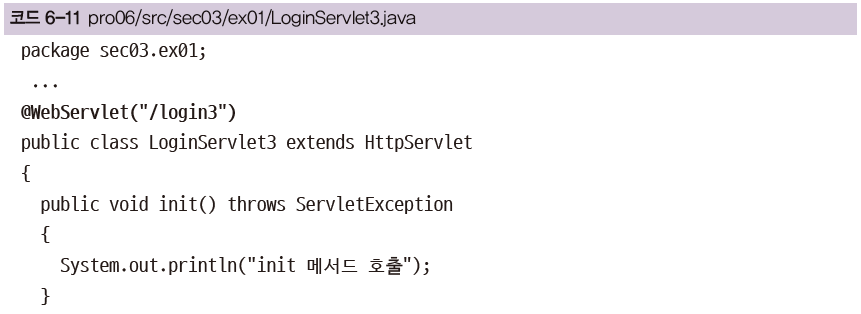 코드 6-11 pro06/src/sec03/ex01/LoginServlet3.java
package sec03.ex01;
...
@WebServlet("/login3")
public class LoginServlet3 extends HttpServlet
{
public void init() throws ServletException
{
System.out.println("init 메서드 호출");
}